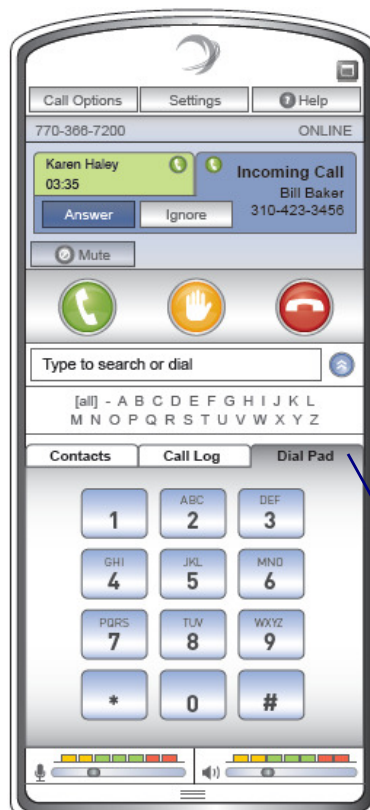 Call Options Settings ? Help
770-366-7200 ONLINE
Karen Haley
03:35
Incoming Call
Bill Baker
310-423-3456
Answer Ignore
Mute
Type to search or dial
[all] - A B C D E F G H I J K L
M N O P Q R S T U V W X Y Z
Contacts Call Log Dial Pad
1 ABC 2 DEF 3
GHI 4 JKL 5 MNO 6
PQRS 7 TUV 8 WXYZ 9
* 0 #